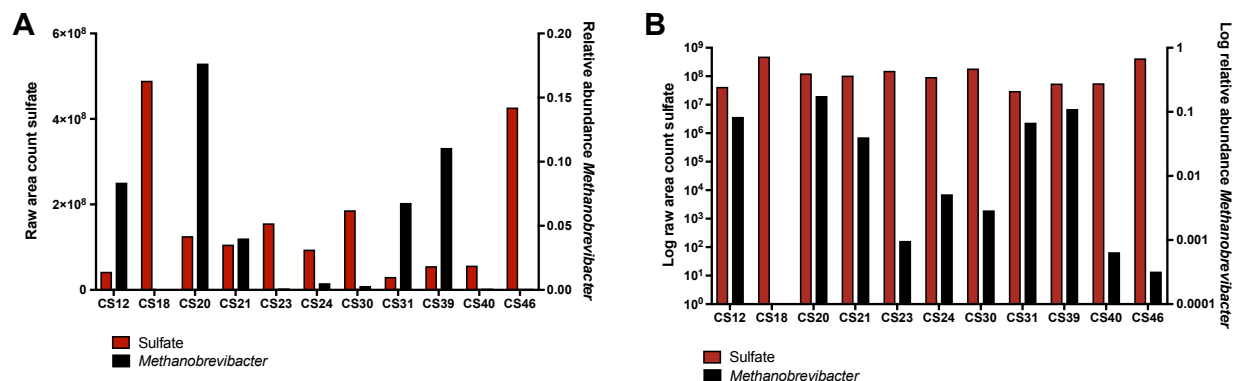 A
Raw area count sulfate
6×10⁸
4×10⁸
2×10⁸
0
0.20
0.15
0.10
0.05
0.00
Relative abundance Methanobrevibacter
CS12 CS18 CS20 CS21 CS23 CS24 CS30 CS31 CS39 CS40 CS46
Sulfate
Methanobrevibacter
B
Log raw area count sulfate
10⁹
10⁸
10⁷
10⁶
10⁵
10⁴
10³
10²
10¹
10⁰
1
0.1
0.01
0.001
0.0001
Log relative abundance Methanobrevibacter
CS12 CS18 CS20 CS21 CS23 CS24 CS30 CS31 CS39 CS40 CS46
Sulfate
Methanobrevibacter